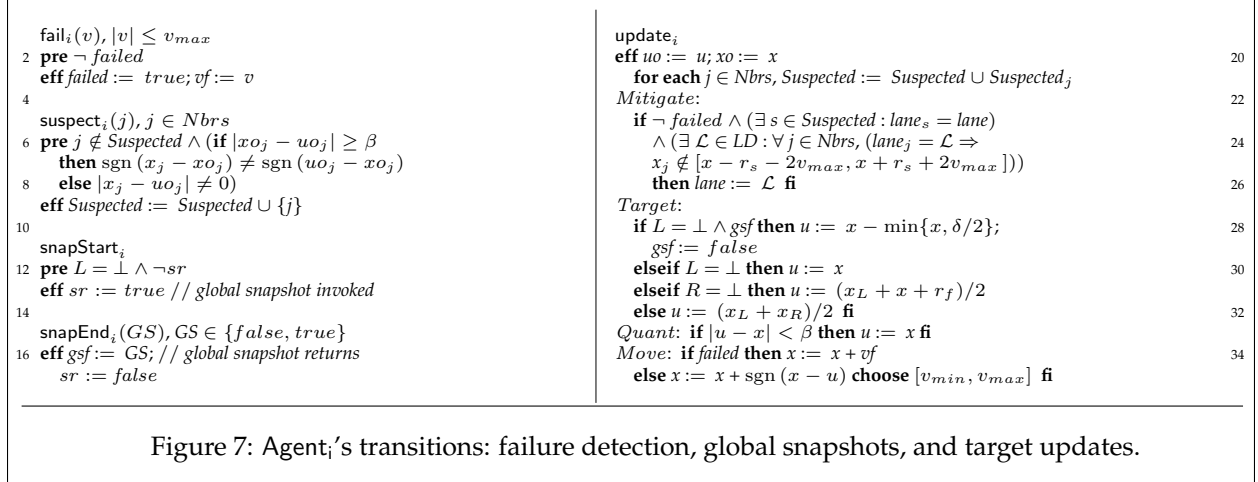 fail_i(v), |v| ≤ v_max
2 pre ¬ failed
eff failed := true; vf := v
4
suspect_i(j), j ∈ Nbrs
6 pre j ∉ Suspected ∧ (if |xo_j − uo_j| ≥ β
then sgn (x_j − xo_j) ≠ sgn (uo_j − xo_j)
8 else |x_j − uo_j| ≠ 0)
eff Suspected := Suspected ∪ {j}
10
snapStart_i
12 pre L = ⊥ ∧ ¬sr
eff sr := true // global snapshot invoked
14
snapEnd_i(GS), GS ∈ {false, true}
16 eff gsf := GS; // global snapshot returns
sr := false
update_i
eff uo := u; xo := x 20
for each j ∈ Nbrs, Suspected := Suspected ∪ Suspected_j
Mitigate: 22
if ¬ failed ∧ (∃ s ∈ Suspected : lane_s = lane)
∧ (∃ ℒ ∈ LD : ∀ j ∈ Nbrs, (lane_j = ℒ ⇒ 24
x_j ∉ [x − r_s − 2v_max, x + r_s + 2v_max ]))
then lane := ℒ fi 26
Target:
if L = ⊥ ∧ gsf then u := x − min{x, δ/2}; 28
gsf := false
elseif L = ⊥ then u := x 30
elseif R = ⊥ then u := (x_L + x + r_f)/2
else u := (x_L + x_R)/2 fi 32
Quant: if |u − x| < β then u := x fi
Move: if failed then x := x + vf 34
else x := x + sgn (x − u) choose [v_min, v_max] fi
Figure 7: Agent_i's transitions: failure detection, global snapshots, and target updates.